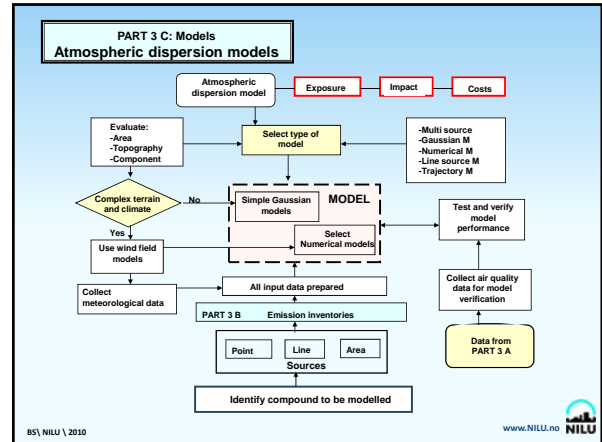 PART 3 C: Models
Atmospheric dispersion models
Atmospheric
dispersion model
Exposure
Impact
Costs
Evaluate:
-Area
-Topography
-Component
Select type of
model
-Multi source
-Gaussian M
-Numerical M
-Line source M
-Trajectory M
Complex terrain
and climate
No
Yes
Simple Gaussian
models
MODEL
Select
Numerical models
Test and verify
model
performance
Use wind field
models
Collect
meteorological data
All input data prepared
Collect air quality
data for model
verification
PART 3 B Emission inventories
Point
Line
Area
Sources
Data from
PART 3 A
Identify compound to be modelled
BS\ NILU \ 2010
www.NILU.no
NILU